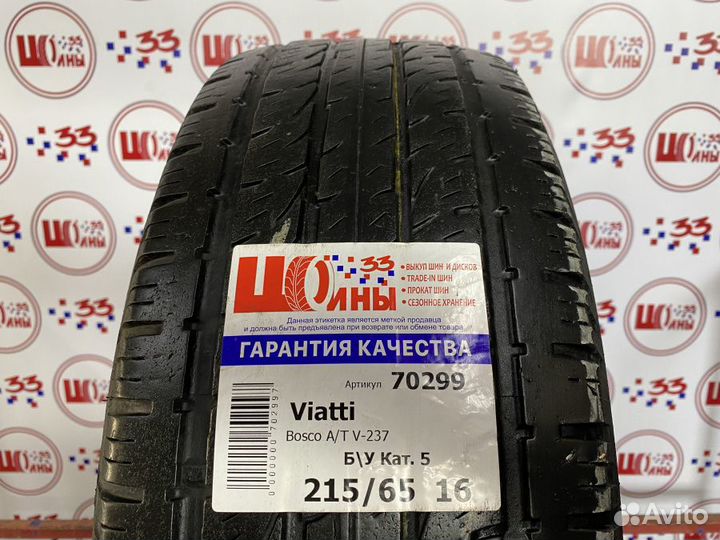 ШИНЫ 33
• ВЫКУП ШИН И ДИСКОВ
• TRADE-IN ШИН
• ПРОКАТ ШИН
• СЕЗОННОЕ ХРАНЕНИЕ
Данная этикетка является меткой продавца
и должна быть предъявлена при возврате или обмене товара
ГАРАНТИЯ КАЧЕСТВА
Артикул 70299
Viatti
Bosco A/T V-237
Б\У Кат. 5
215/65 16
0000000702997
Avito